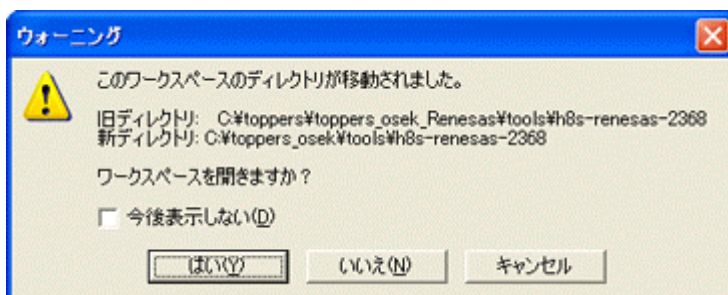 ウォーニング
このワークスペースのディレクトリが移動されました。
旧ディレクトリ: C:¥toppers¥toppers_osek_Renesas¥tools¥h8s-renesas-2368
新ディレクトリ: C:¥toppers_osek¥tools¥h8s-renesas-2368
ワークスペースを開きますか?
今後表示しない(D)
はい(Y) いいえ(N) キャンセル